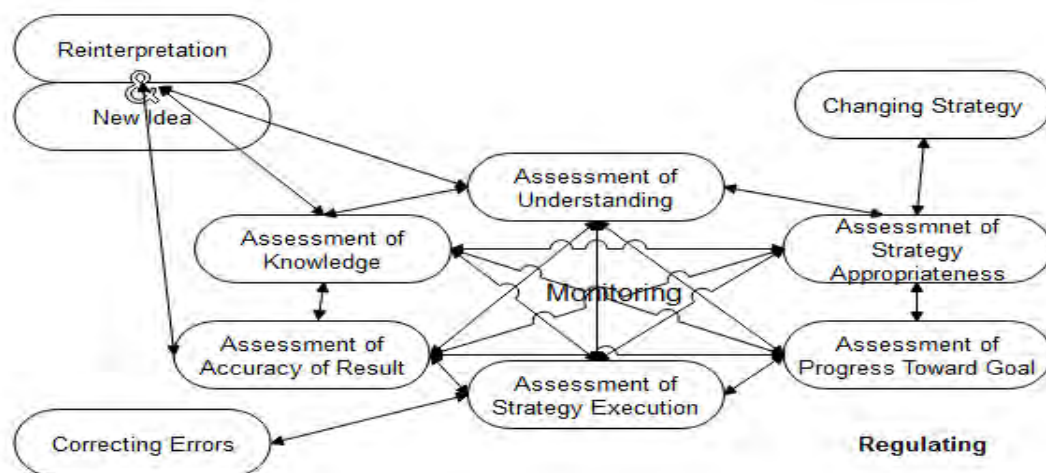 Reinterpretation
&
New Idea
Changing Strategy
Assessment of
Understanding
Assessment of
Knowledge
Assessmnet of
Strategy
Appropriateness
Monitoring
Assessment of
Accuracy of Result
Assessment of
Progress Toward Goal
Assessment of
Strategy Execution
Correcting Errors
Regulating